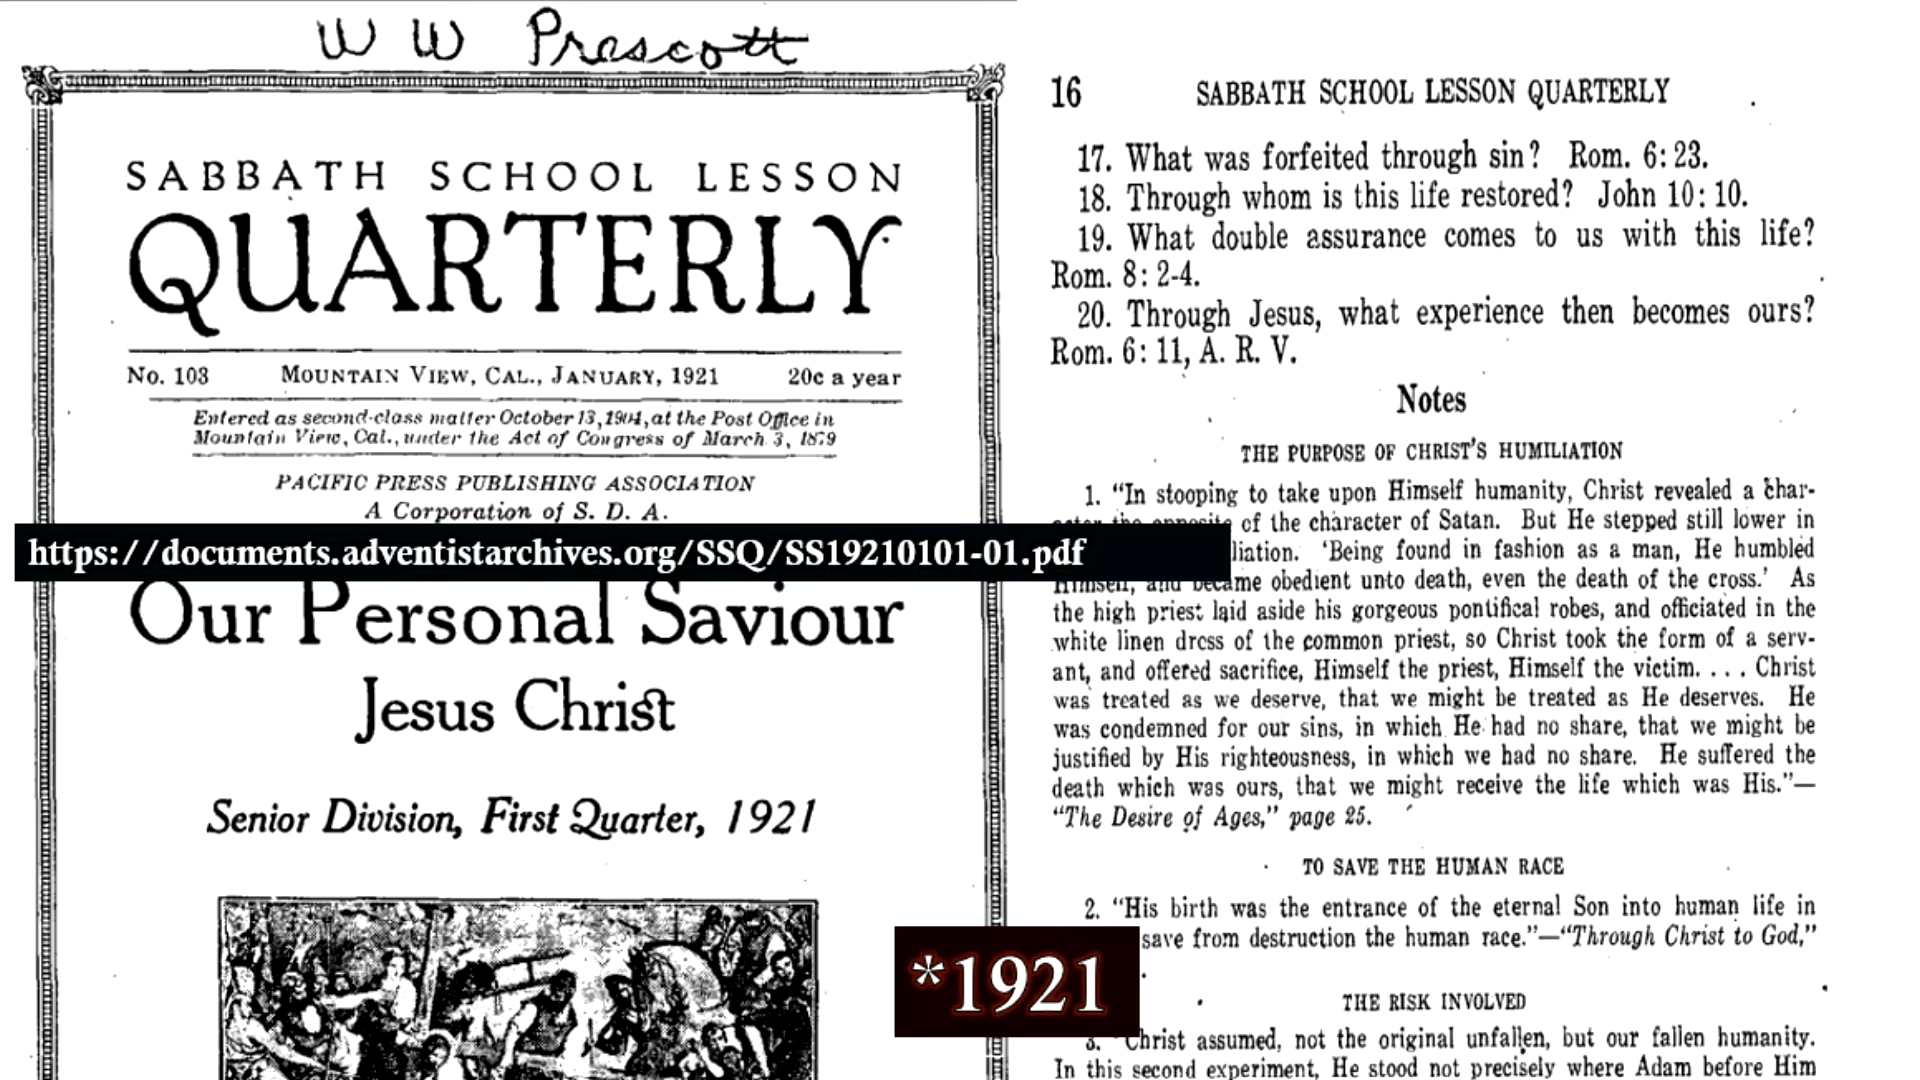 W W Prescott
SABBATH SCHOOL LESSON
QUARTERLY
No. 103 MOUNTAIN VIEW, CAL., JANUARY, 1921 20c a year
Entered as second-class matter October 13, 1904, at the Post Office in
Mountain View, Cal., under the Act of Congress of March 3, 1879
PACIFIC PRESS PUBLISHING ASSOCIATION
A Corporation of S. D. A.
https://documents.adventistarchives.org/SSQ/SS19210101-01.pdf
Our Personal Saviour
Jesus Christ
Senior Division, First Quarter, 1921
*1921
16 SABBATH SCHOOL LESSON QUARTERLY
17. What was forfeited through sin? Rom. 6: 23.
18. Through whom is this life restored? John 10: 10.
19. What double assurance comes to us with this life?
Rom. 8: 2-4.
20. Through Jesus, what experience then becomes ours?
Rom. 6: 11, A. R. V.
Notes
THE PURPOSE OF CHRIST'S HUMILIATION
1. “In stooping to take upon Himself humanity, Christ revealed a char-
acter the opposite of the character of Satan. But He stepped still lower in
liation. ‘Being found in fashion as a man, He humbled
Himself, and became obedient unto death, even the death of the cross.’ As
the high priest laid aside his gorgeous pontifical robes, and officiated in the
white linen dress of the common priest, so Christ took the form of a serv-
ant, and offered sacrifice, Himself the priest, Himself the victim. . . . Christ
was treated as we deserve, that we might be treated as He deserves. He
was condemned for our sins, in which He had no share, that we might be
justified by His righteousness, in which we had no share. He suffered the
death which was ours, that we might receive the life which was His.”—
“The Desire of Ages,” page 25.
TO SAVE THE HUMAN RACE
2. “His birth was the entrance of the eternal Son into human life in
save from destruction the human race.”—“Through Christ to God,”
THE RISK INVOLVED
3. “Christ assumed, not the original unfallen, but our fallen humanity.
In this second experiment, He stood not precisely where Adam before Him